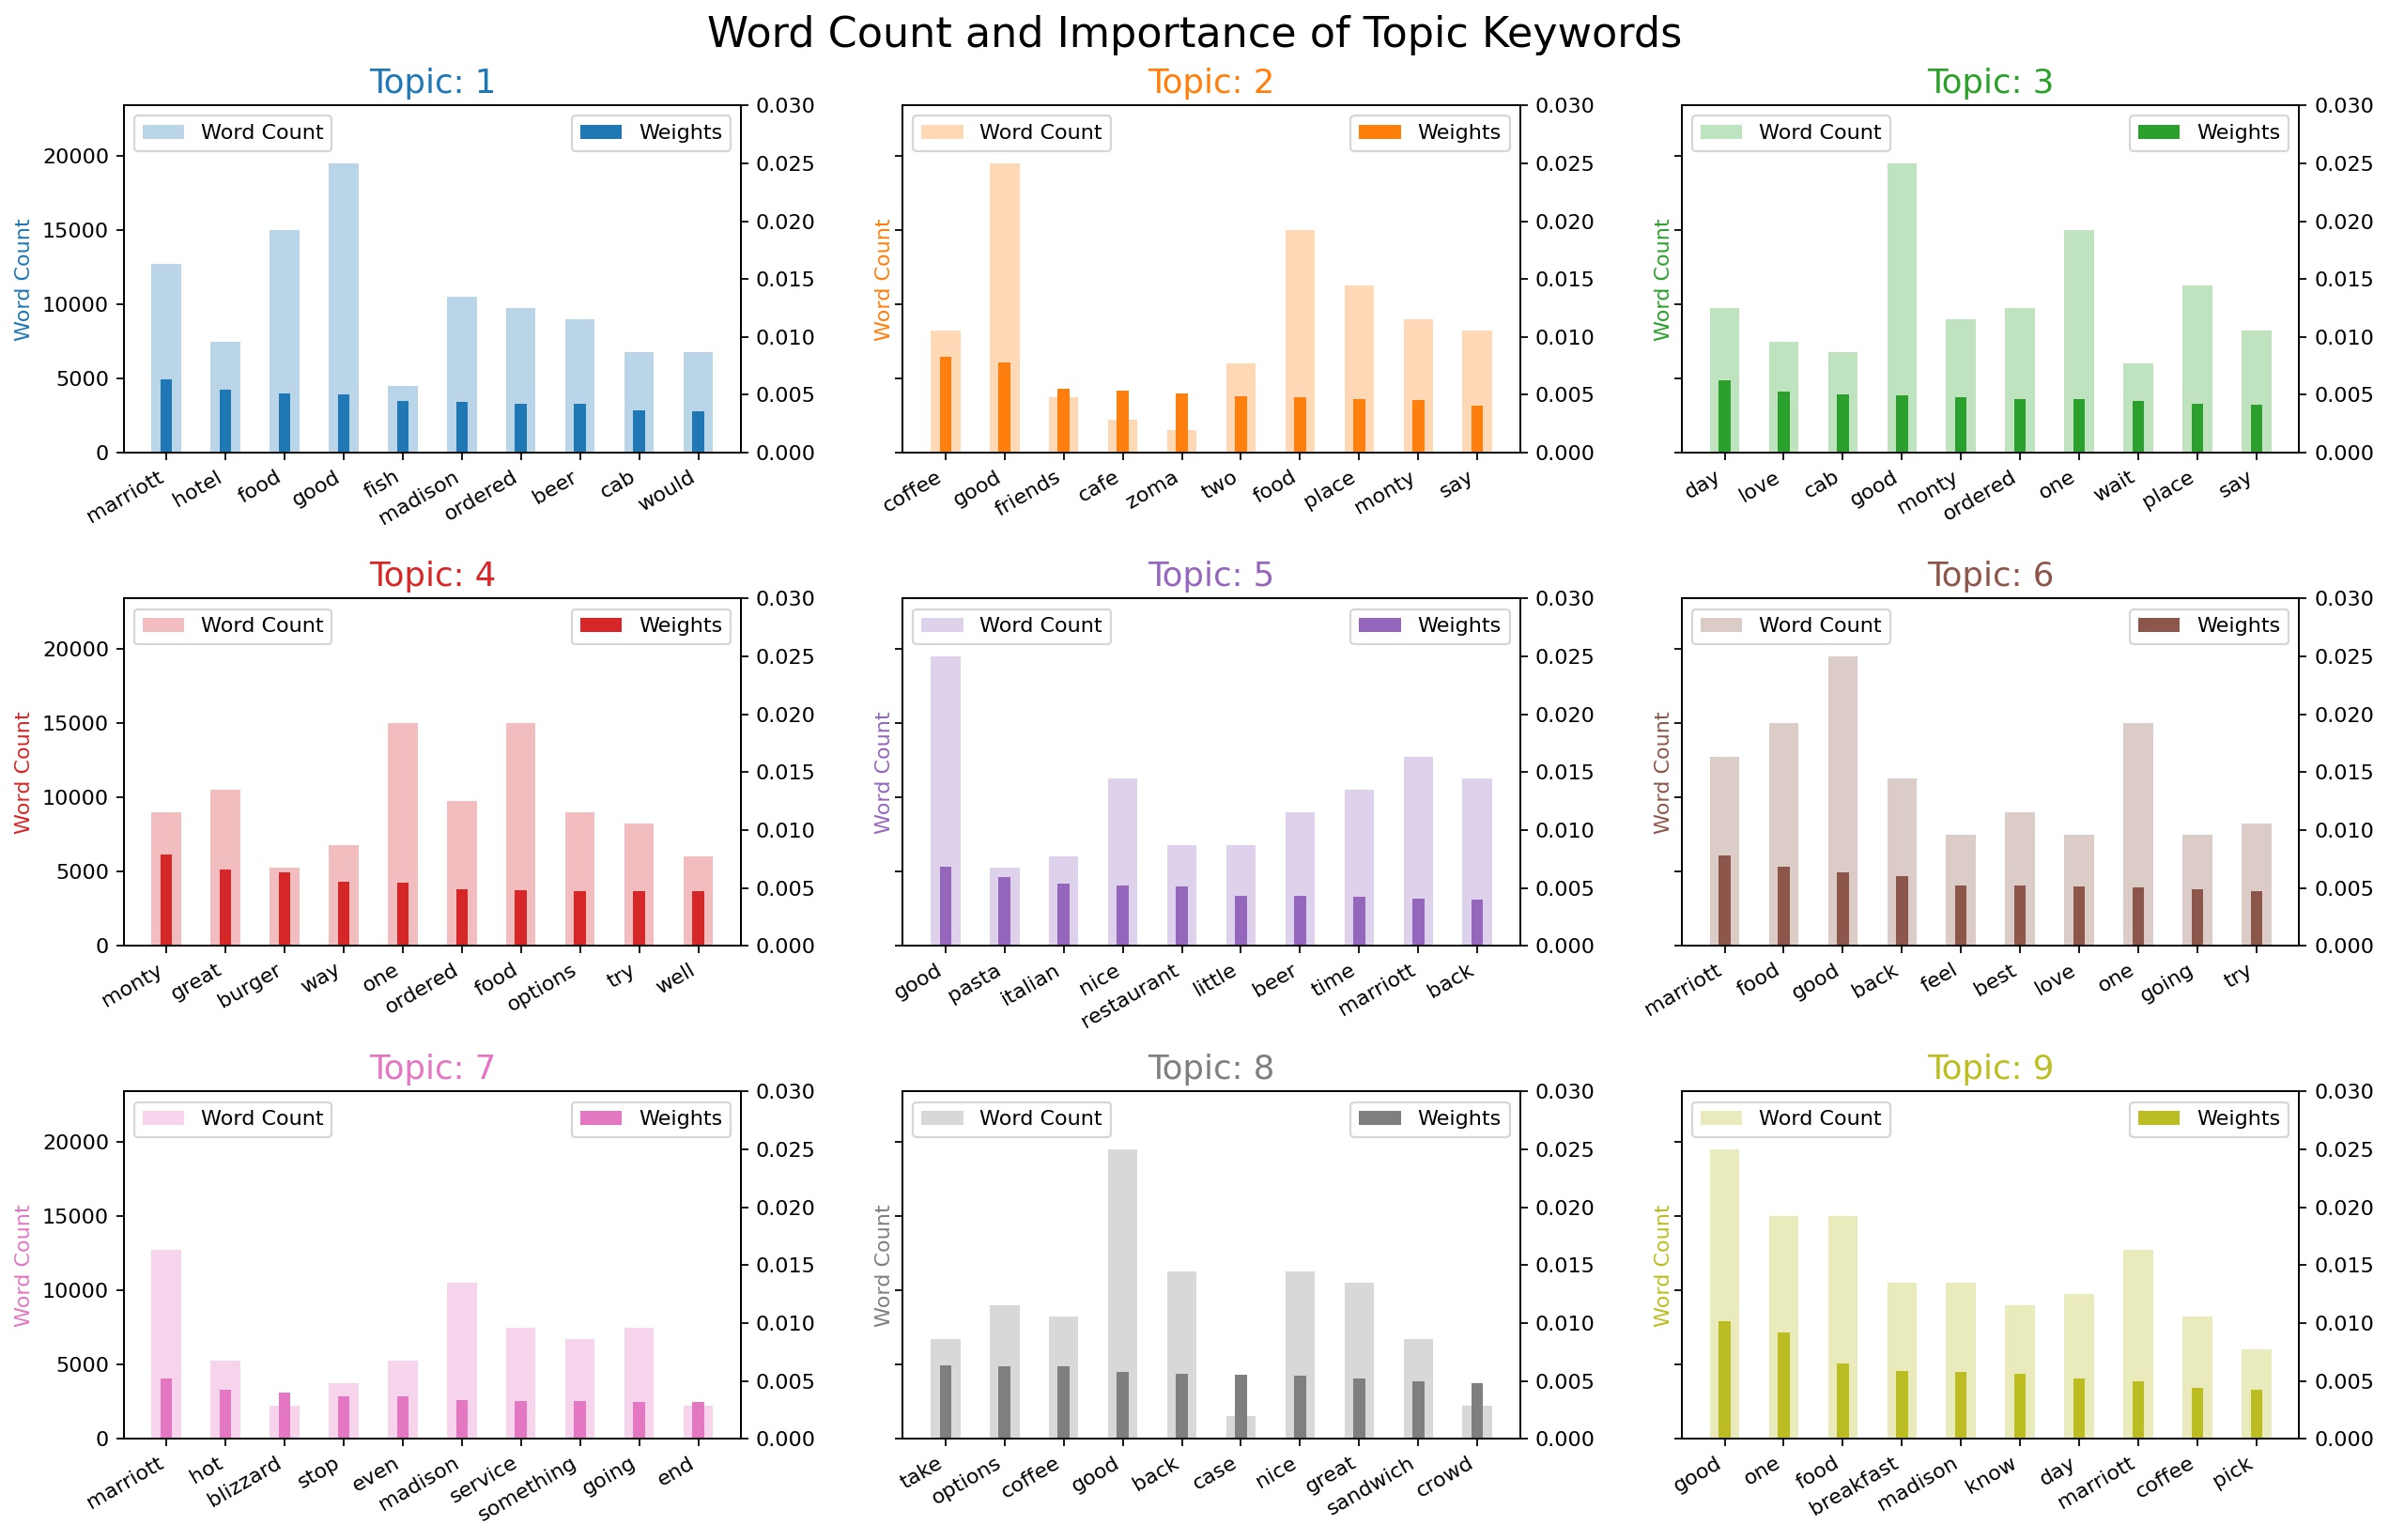 Word Count and Importance of Topic Keywords
Topic: 1
Word Count
Weights
Word Count
0
5000
10000
15000
20000
0.000
0.005
0.010
0.015
0.020
0.025
0.030
marriott
hotel
food
good
fish
madison
ordered
beer
cab
would
Topic: 2
Word Count
Weights
Word Count
0.000
0.005
0.010
0.015
0.020
0.025
0.030
coffee
good
friends
cafe
zoma
two
food
place
monty
say
Topic: 3
Word Count
Weights
Word Count
0.000
0.005
0.010
0.015
0.020
0.025
0.030
day
love
cab
good
monty
ordered
one
wait
place
say
Topic: 4
Word Count
Weights
Word Count
0
5000
10000
15000
20000
0.000
0.005
0.010
0.015
0.020
0.025
0.030
monty
great
burger
way
one
ordered
food
options
try
well
Topic: 5
Word Count
Weights
Word Count
0.000
0.005
0.010
0.015
0.020
0.025
0.030
good
pasta
italian
nice
restaurant
little
beer
time
marriott
back
Topic: 6
Word Count
Weights
Word Count
0.000
0.005
0.010
0.015
0.020
0.025
0.030
marriott
food
good
back
feel
best
love
one
going
try
Topic: 7
Word Count
Weights
Word Count
0
5000
10000
15000
20000
0.000
0.005
0.010
0.015
0.020
0.025
0.030
marriott
hot
blizzard
stop
even
madison
service
something
going
end
Topic: 8
Word Count
Weights
Word Count
0.000
0.005
0.010
0.015
0.020
0.025
0.030
take
options
coffee
good
back
case
nice
great
sandwich
crowd
Topic: 9
Word Count
Weights
Word Count
0.000
0.005
0.010
0.015
0.020
0.025
0.030
good
one
food
breakfast
madison
know
day
marriott
coffee
pick